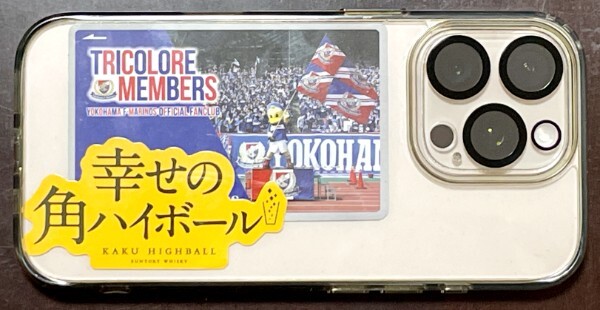 TRICOLORE
MEMBERS
YOKOHAMA F·MARINOS OFFICIAL FANCLUB
YOKOHAM
幸せの
角ハイボール
KAKU HIGHBALL
SUNTORY WHISKY